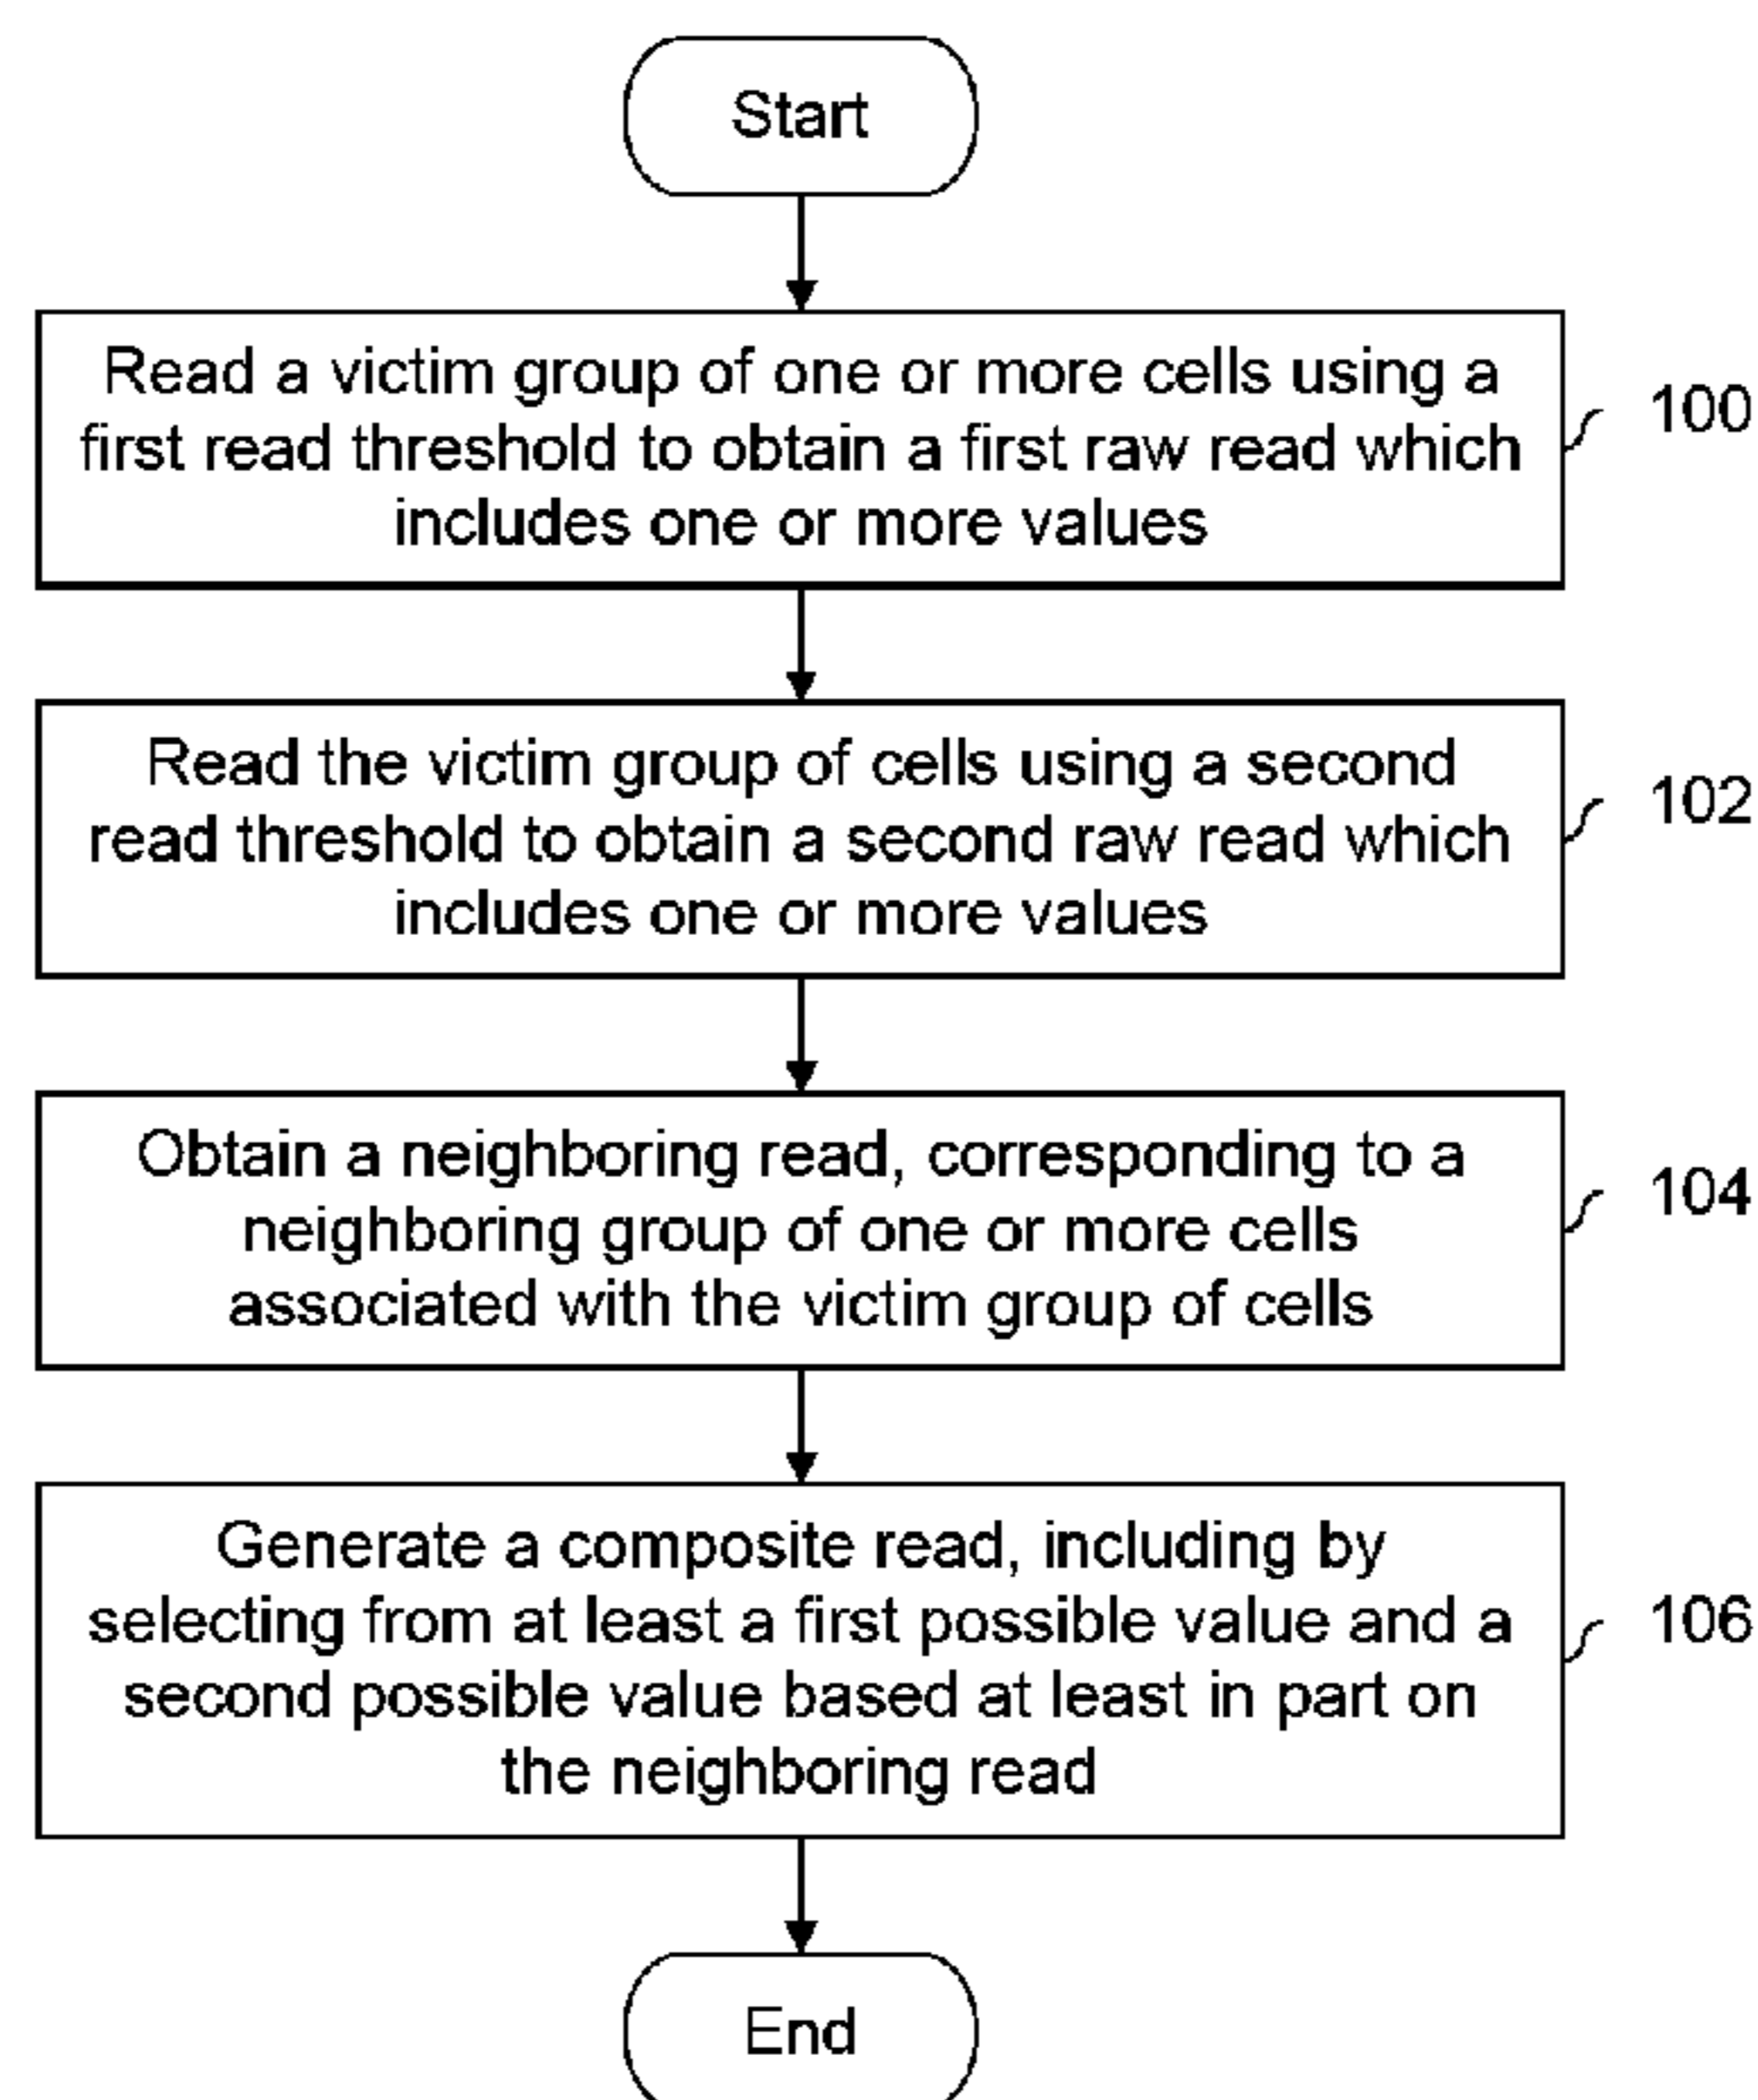 Start
Read a victim group of one or more cells using a
first read threshold to obtain a first raw read which
includes one or more values
100
Read the victim group of cells using a second
read threshold to obtain a second raw read which
includes one or more values
102
Obtain a neighboring read, corresponding to a
neighboring group of one or more cells
associated with the victim group of cells
104
Generate a composite read, including by
selecting from at least a first possible value and a
second possible value based at least in part on
the neighboring read
106
End